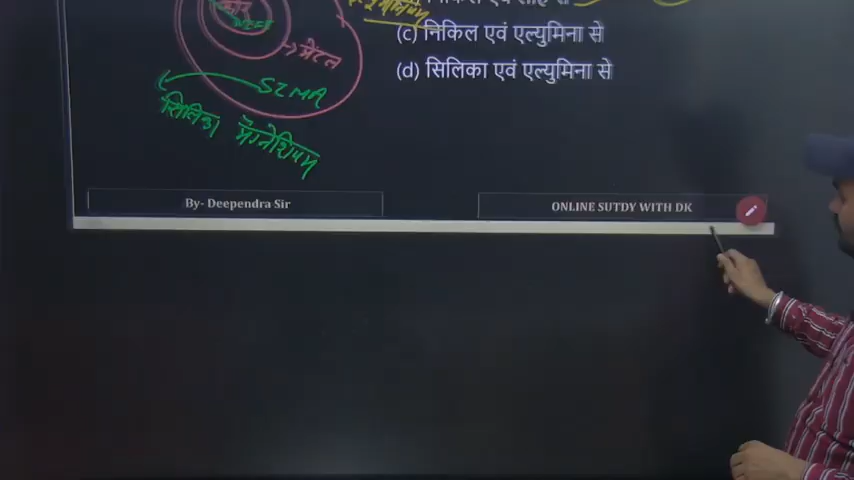 (c) निकिल एवं एल्युमिना से
मेंटल
(d) सिलिका एवं एल्युमिना से
SIMA
सिलिका मैग्नेशियम
By- Deependra Sir
ONLINE SUTDY WITH DK